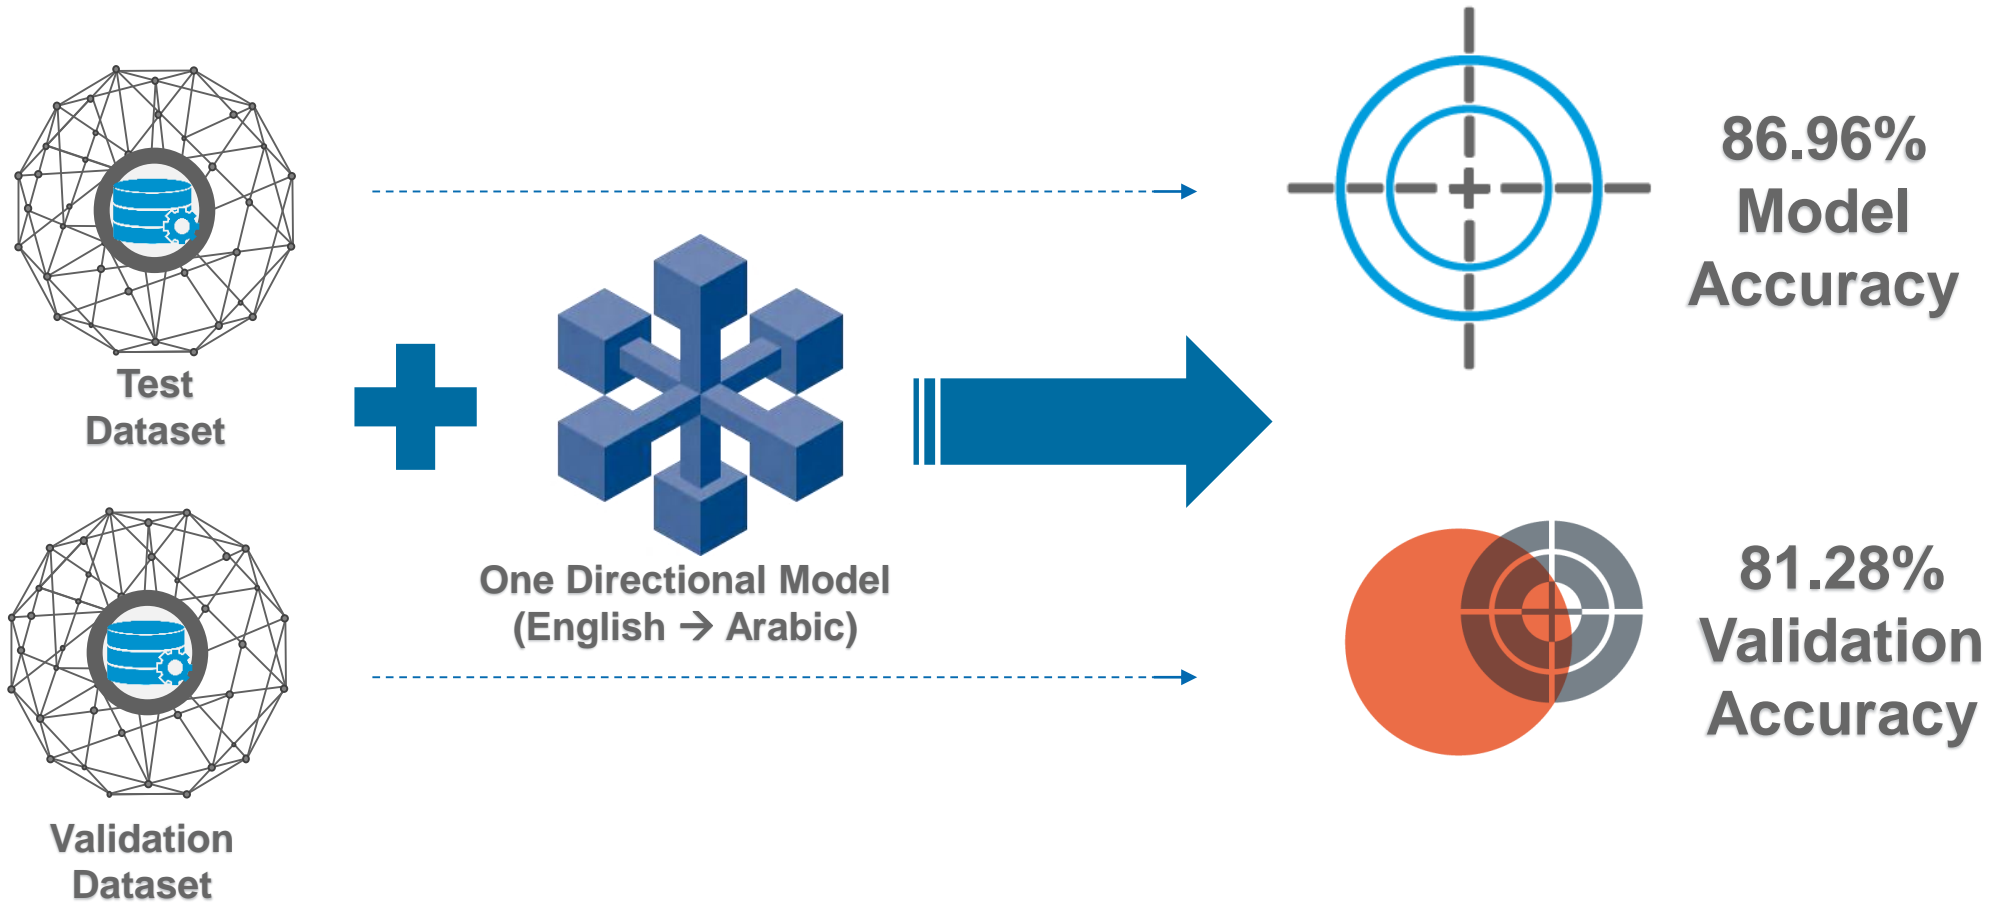 Test
Dataset
One Directional Model
(English → Arabic)
Validation
Dataset
86.96%
Model
Accuracy
81.28%
Validation
Accuracy